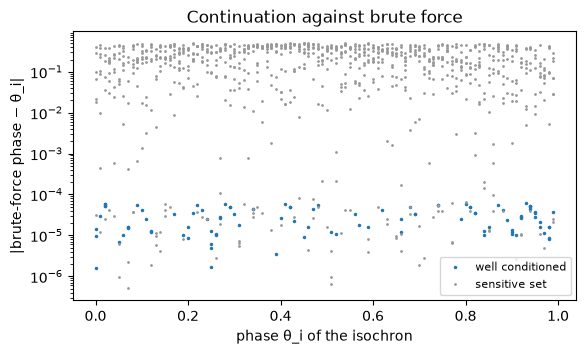 Continuation against brute force
|brute-force phase − θ_i|
10⁻¹
10⁻²
10⁻³
10⁻⁴
10⁻⁵
10⁻⁶
well conditioned
sensitive set
0.0 0.2 0.4 0.6 0.8 1.0
phase θ_i of the isochron